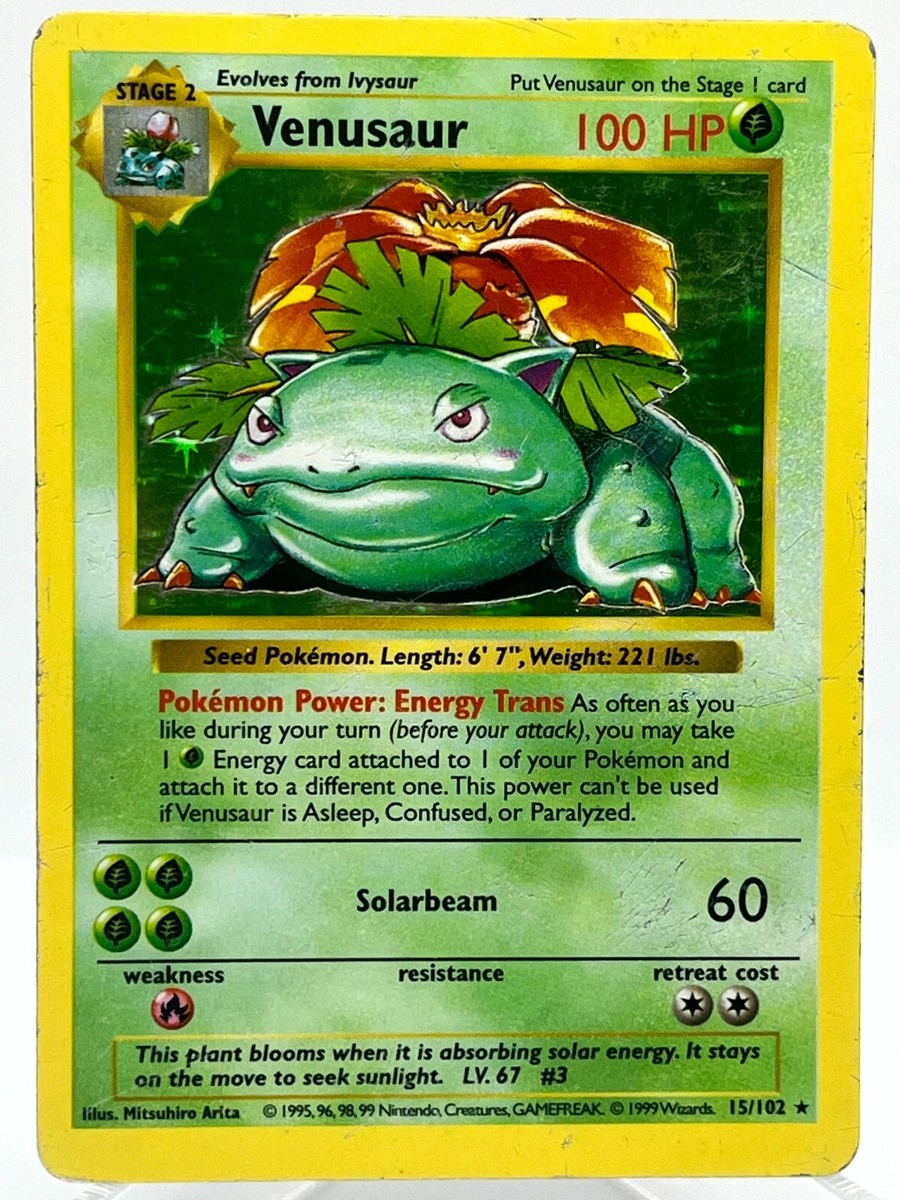 Evolves from Ivysaur
Put Venusaur on the Stage 1 card
STAGE 2
Venusaur
100 HP
Seed Pokémon. Length: 6' 7", Weight: 221 lbs.
Pokémon Power: Energy Trans As often as you
like during your turn (before your attack), you may take
1 Energy card attached to 1 of your Pokémon and
attach it to a different one. This power can't be used
if Venusaur is Asleep, Confused, or Paralyzed.
Solarbeam
60
weakness
resistance
retreat cost
This plant blooms when it is absorbing solar energy. It stays
on the move to seek sunlight. LV. 67 #3
Illus. Mitsuhiro Arita © 1995, 96, 98, 99 Nintendo, Creatures, GAMEFREAK. © 1999 Wizards. 15/102 ★